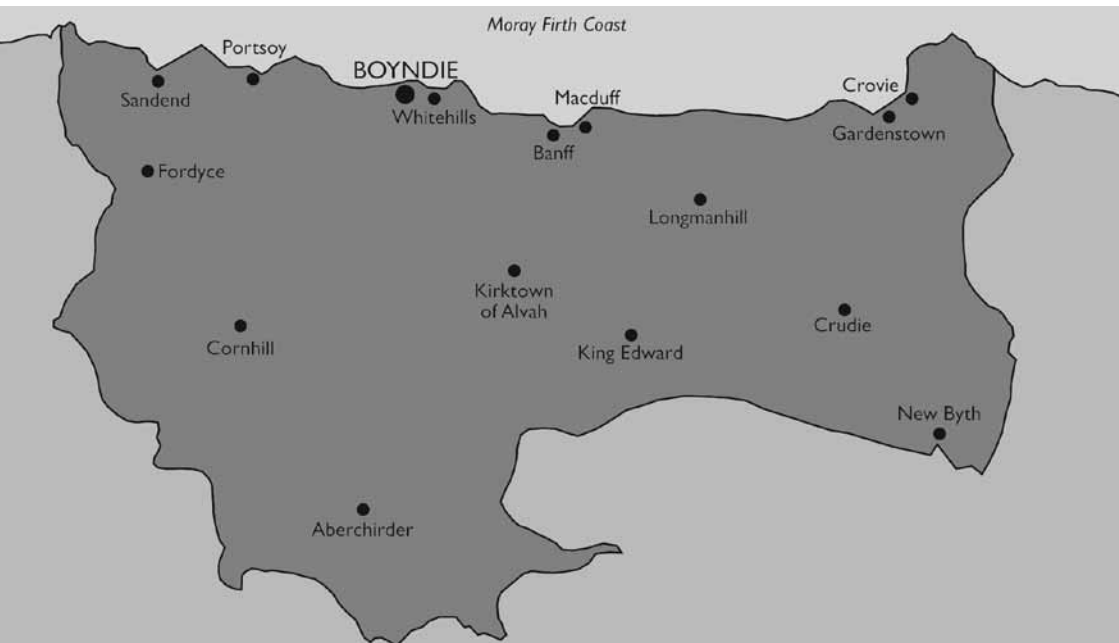 Moray Firth Coast
Portsoy
BOYNDIE
Sandend
Whitehills
Macduff
Crovie
Banff
Gardenstown
Fordyce
Longmanhill
Kirktown
of Alvah
Cornhill
King Edward
Crudie
New Byth
Aberchirder